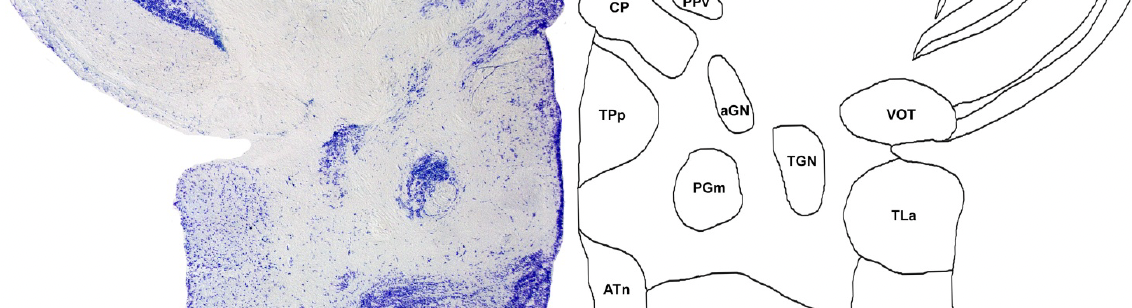 CP
PPv
aGN
TPp
VOT
TGN
PGm
TLa
ATn